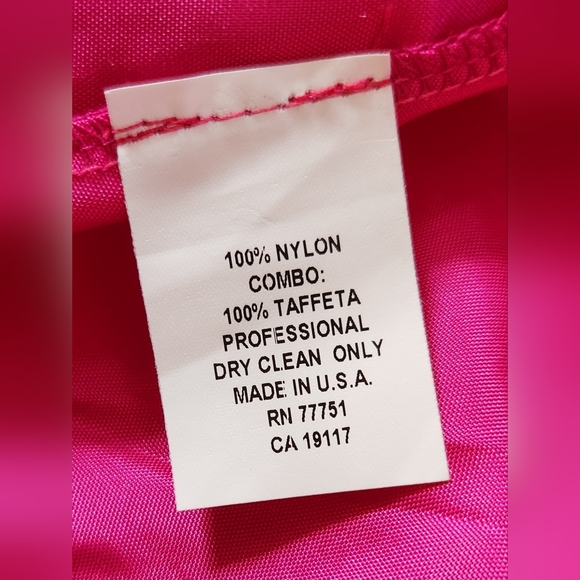 100% NYLON
COMBO:
100% TAFFETA
PROFESSIONAL
DRY CLEAN ONLY
MADE IN U.S.A.
RN 77751
CA 19117